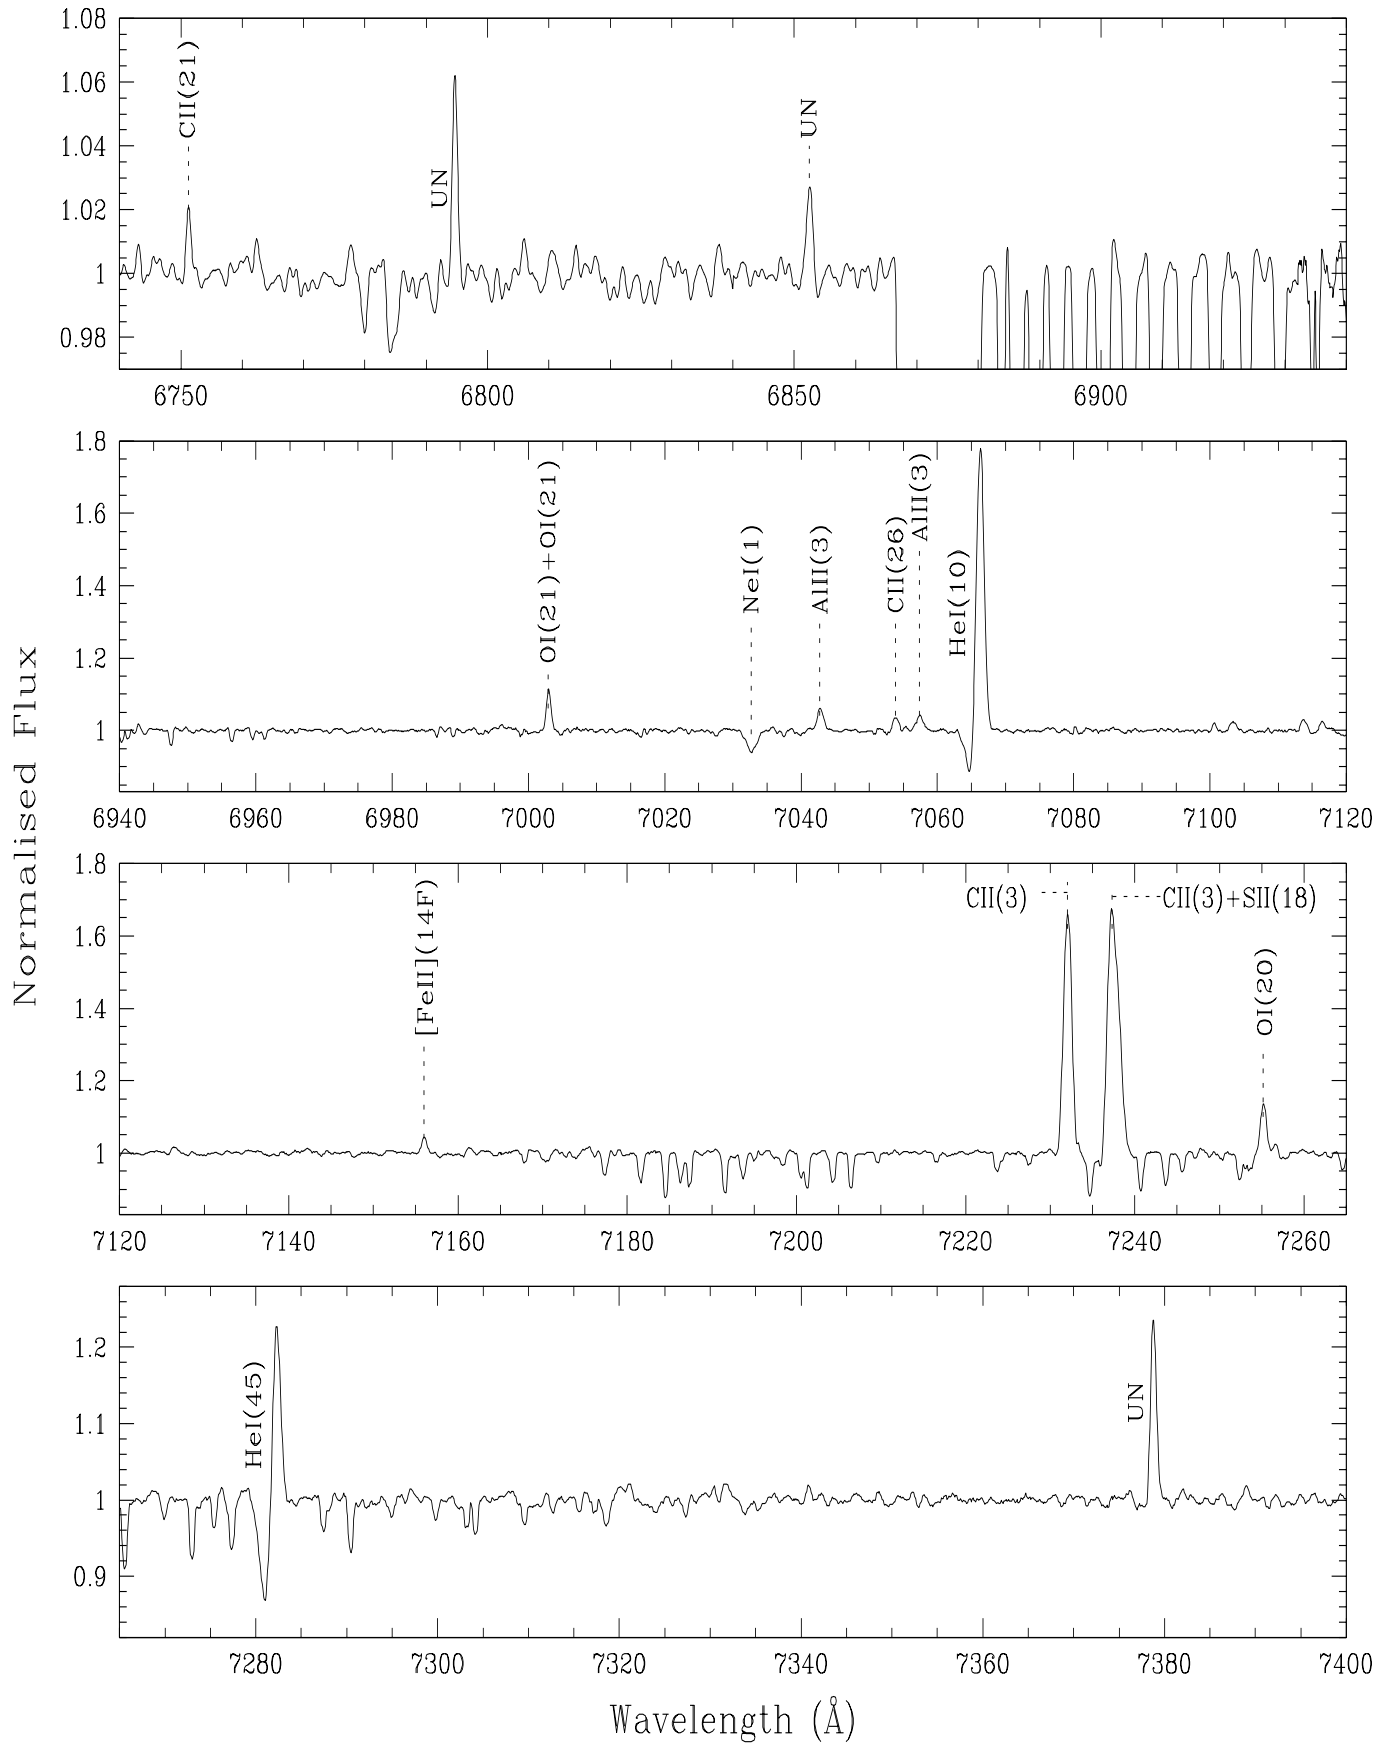 Normalised Flux
1.08
1.06
1.04
1.02
1
0.98
CII(21)
UN
UN
6750
6800
6850
6900
1.8
1.6
1.4
1.2
1
OI(21)+OI(21)
NeI(1)
AlII(3)
CII(26)
AlII(3)
HeI(10)
6940
6960
6980
7000
7020
7040
7060
7080
7100
7120
1.8
1.6
1.4
1.2
1
[FeII](14F)
CII(3)
CII(3)+SII(18)
OI(20)
7120
7140
7160
7180
7200
7220
7240
7260
1.2
1.1
1
0.9
HeI(45)
UN
7280
7300
7320
7340
7360
7380
7400
Wavelength (Å)